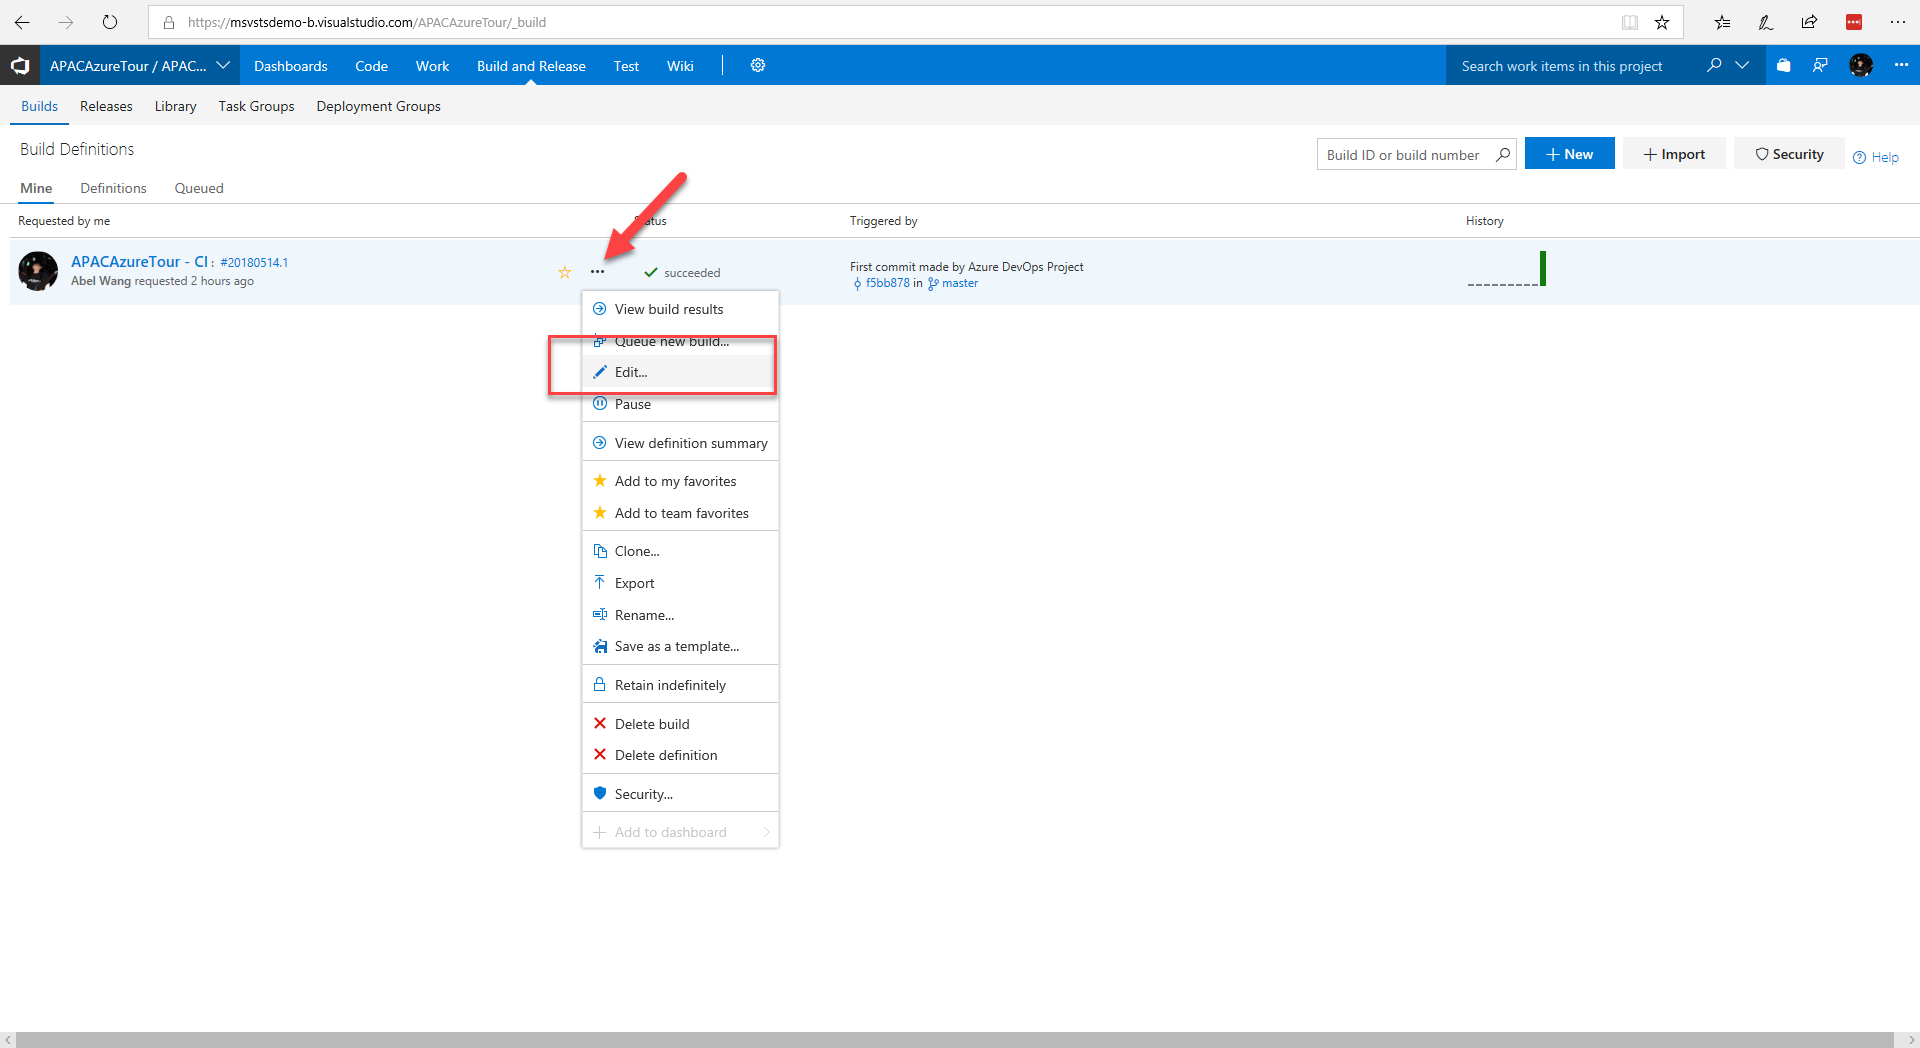 https://msvstsdemo-b.visualstudio.com/APACAzureTour/_build
APACAzureTour / APAC... Dashboards Code Work Build and Release Test Wiki Search work items in this project
Builds Releases Library Task Groups Deployment Groups
Build Definitions
Build ID or build number New Import Security Help
Mine Definitions Queued
Requested by me Status Triggered by History
APACAzureTour - CI : #20180514.1
Abel Wang requested 2 hours ago
succeeded
First commit made by Azure DevOps Project
f5bb878 in master
View build results
Queue new build...
Edit...
Pause
View definition summary
Add to my favorites
Add to team favorites
Clone...
Export
Rename...
Save as a template...
Retain indefinitely
Delete build
Delete definition
Security...
Add to dashboard